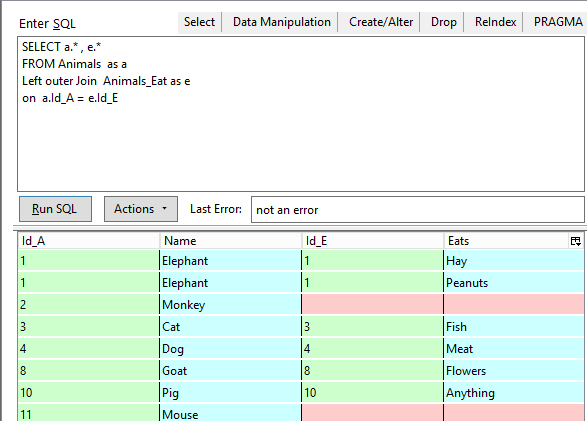 Enter SQL Select Data Manipulation Create/Alter Drop ReIndex PRAGMA
SELECT a.* , e.*
FROM Animals  as a
Left outer Join  Animals_Eat as e
on  a.Id_A = e.Id_E
Run SQL Actions Last Error: not an error
Id_A Name Id_E Eats
1 Elephant 1 Hay
1 Elephant 1 Peanuts
2 Monkey
3 Cat 3 Fish
4 Dog 4 Meat
8 Goat 8 Flowers
10 Pig 10 Anything
11 Mouse